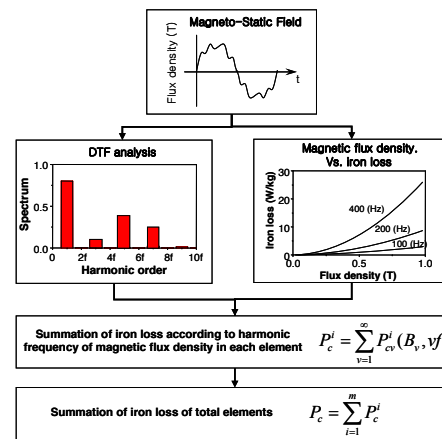 Magneto-Static Field
Flux density (T)
t
DTF analysis
Spectrum
1.0
0.5
0.0
0 2f 4f 6f 8f 10f
Harmonic order
Magnetic flux density.
Vs. Iron loss
Iron loss (W/kg)
30
20
10
0
400 (Hz)
200 (Hz)
100 (Hz)
0.0 0.5 1.0
Flux density (T)
Summation of iron loss according to harmonic
frequency of magnetic flux density in each element
P_c^i = \sum_{v=1}^{\infty} P_{cv}^i (B_v, vf
Summation of iron loss of total elements
P_c = \sum_{i=1}^{m} P_c^i